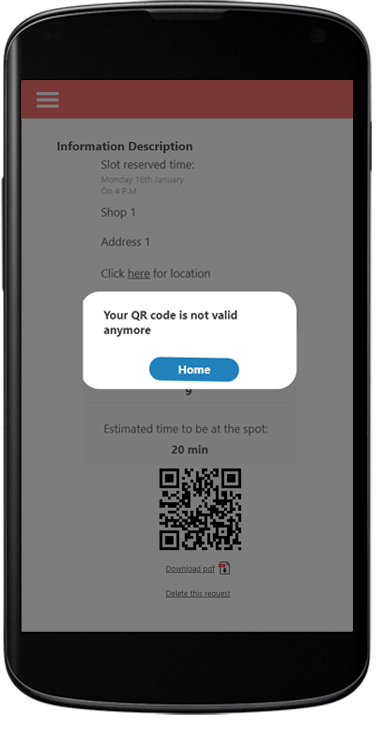 Information Description
Slot reserved time:
Monday 16th January
On 4 P.M
Shop 1
Address 1
Click here for location
Your QR code is not valid
anymore
Home
9
Estimated time to be at the spot:
20 min
Download pdf
Delete this request